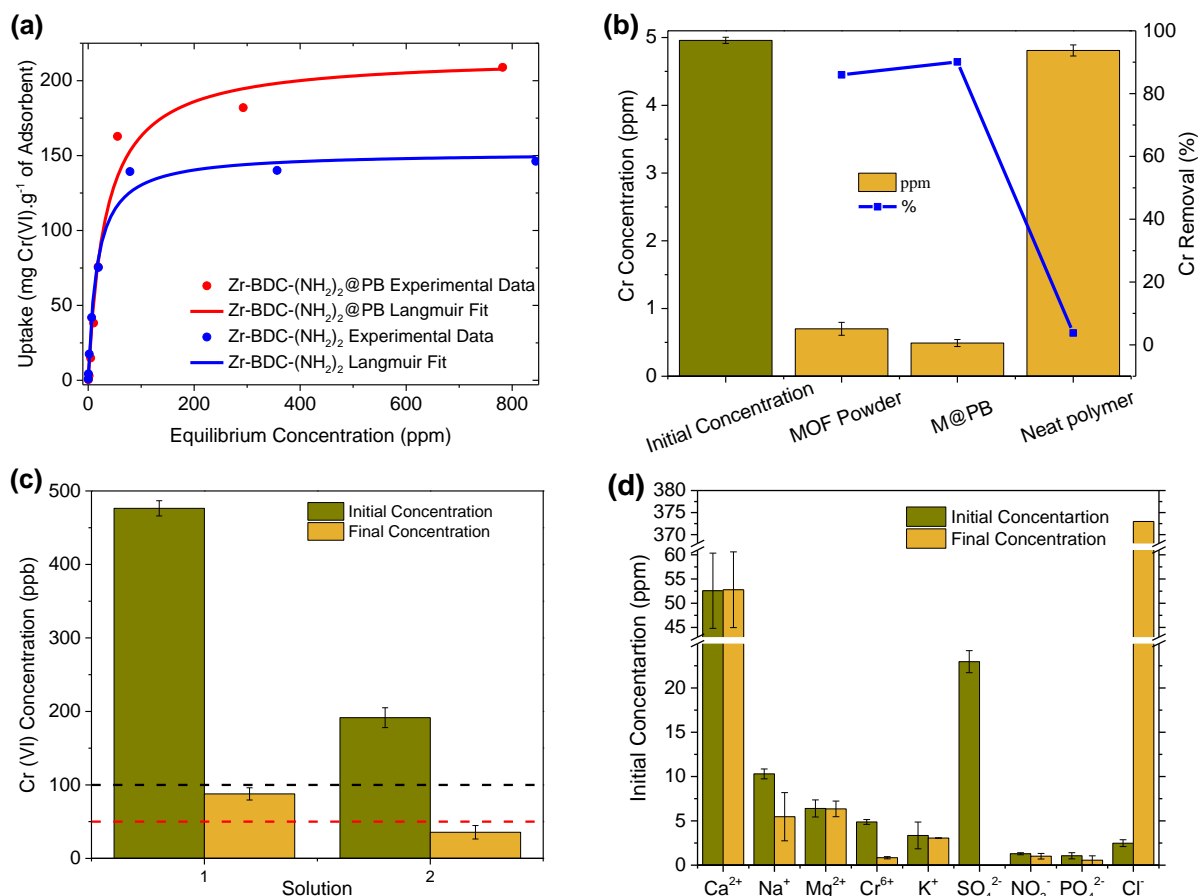 (a)
Uptake (mg Cr(VI).g⁻¹ of Adsorbent)
200
150
100
50
0
Zr-BDC-(NH₂)₂@PB Experimental Data
Zr-BDC-(NH₂)₂@PB Langmuir Fit
Zr-BDC-(NH₂)₂ Experimental Data
Zr-BDC-(NH₂)₂ Langmuir Fit
0 200 400 600 800
Equilibrium Concentration (ppm)
(b)
Cr Concentration (ppm)
5
4
3
2
1
0
ppm
%
100
80
60
40
20
0
Cr Removal (%)
Initial Concentration
MOF Powder
M@PB
Neat polymer
(c)
Cr (VI) Concentration (ppb)
500
400
300
200
100
0
Initial Concentration
Final Concentration
1 2
Solution
(d)
Initial Concentartion (ppm)
380
375
370
60
55
50
45
20
15
10
5
0
Initial Concentartion
Final Concentration
Ca²⁺ Na⁺ Mg²⁺ Cr⁶⁺ K⁺ SO₄²⁻ NO₃⁻ PO₄²⁻ Cl⁻